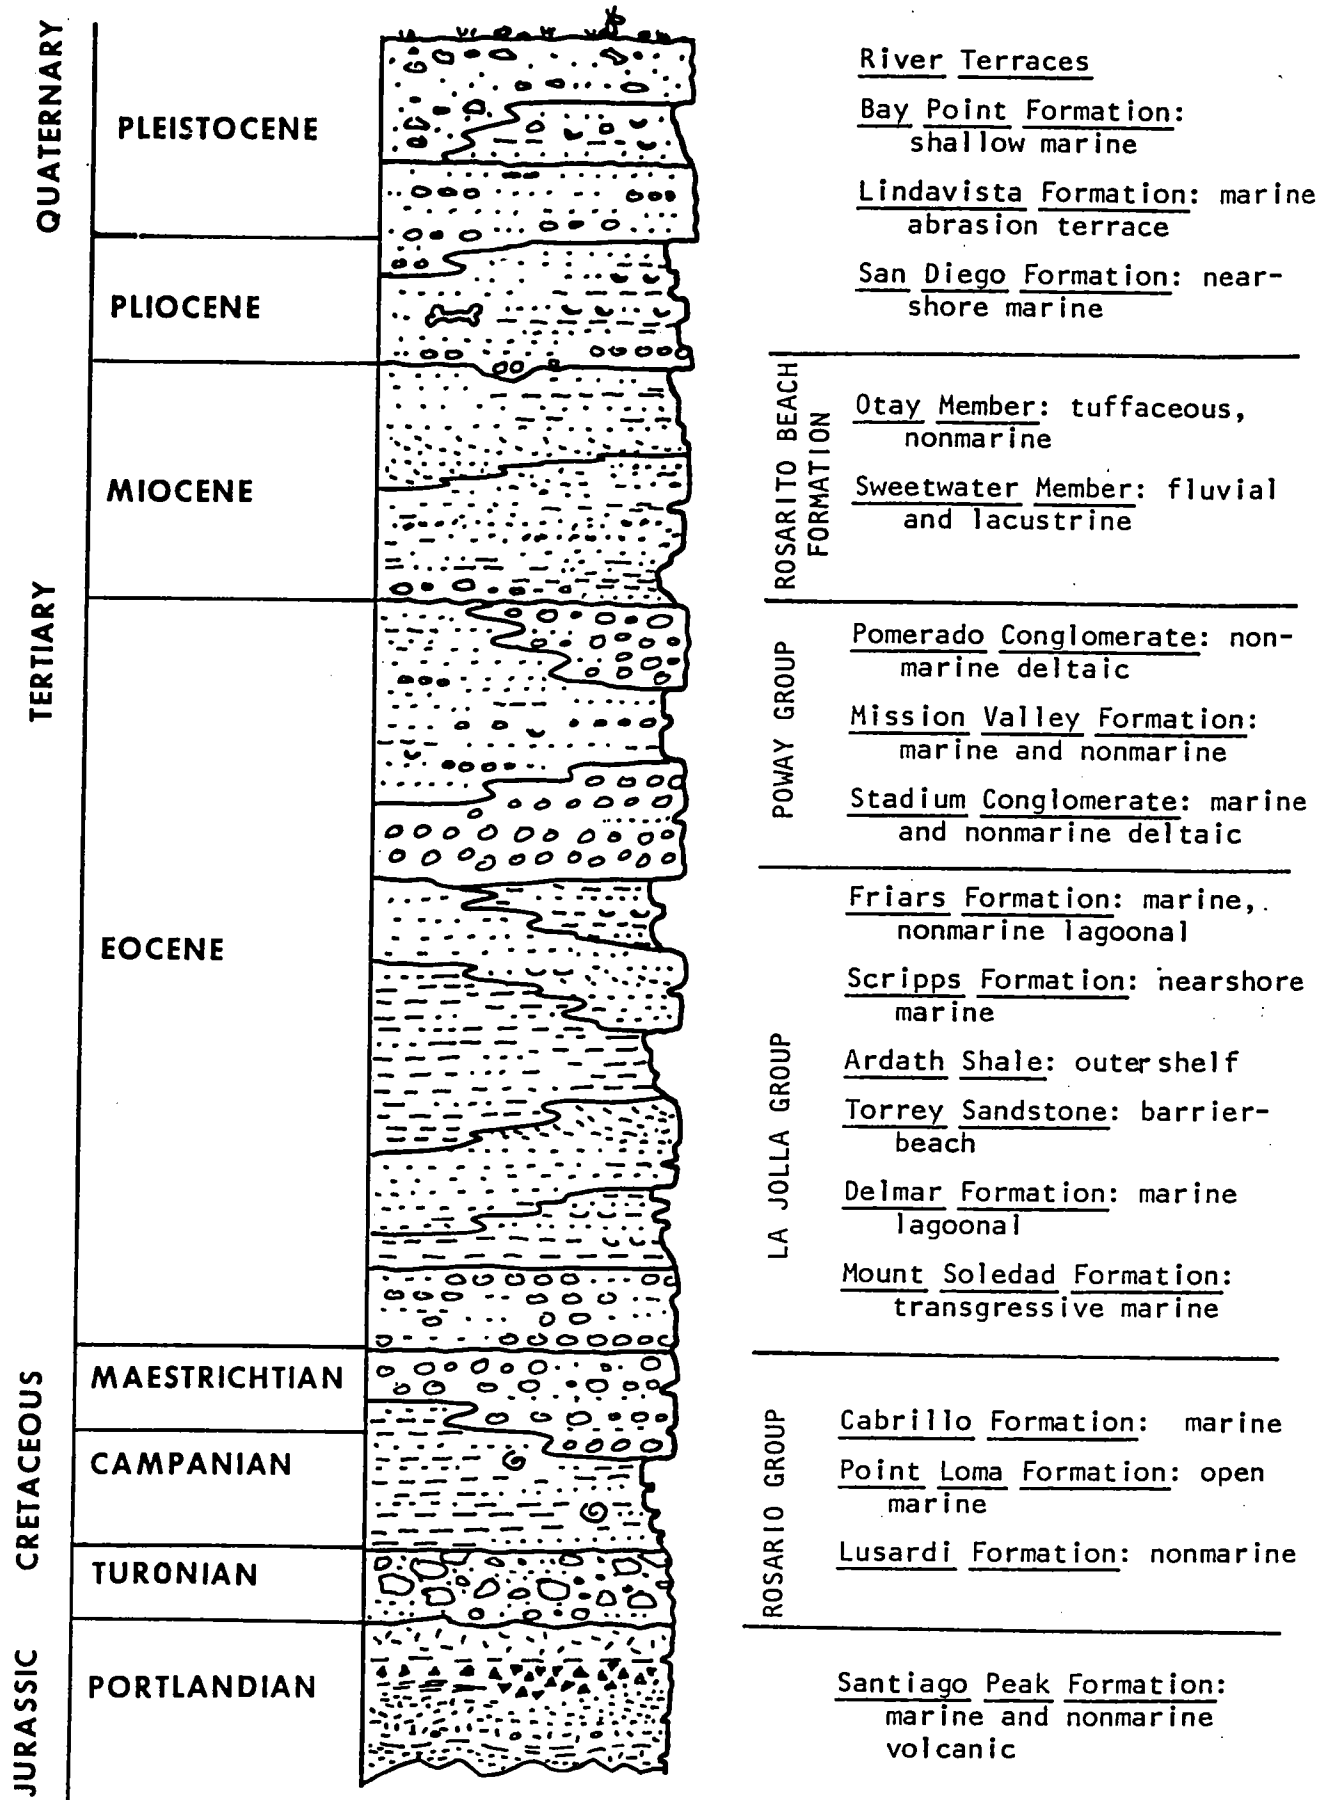 QUATERNARY
TERTIARY
CRETACEOUS
JURASSIC
PLEISTOCENE
PLIOCENE
MIOCENE
EOCENE
MAESTRICHTIAN
CAMPANIAN
TURONIAN
PORTLANDIAN
River Terraces
Bay Point Formation:
shallow marine
Lindavista Formation: marine
abrasion terrace
San Diego Formation: near-
shore marine
ROSARITO BEACH
FORMATION
Otay Member: tuffaceous,
nonmarine
Sweetwater Member: fluvial
and lacustrine
POWAY GROUP
Pomerado Conglomerate: non-
marine deltaic
Mission Valley Formation:
marine and nonmarine
Stadium Conglomerate: marine
and nonmarine deltaic
LA JOLLA GROUP
Friars Formation: marine,
nonmarine lagoonal
Scripps Formation: nearshore
marine
Ardath Shale: outer shelf
Torrey Sandstone: barrier-
beach
Delmar Formation: marine
lagoonal
Mount Soledad Formation:
transgressive marine
ROSARIO GROUP
Cabrillo Formation: marine
Point Loma Formation: open
marine
Lusardi Formation: nonmarine
Santiago Peak Formation:
marine and nonmarine
volcanic